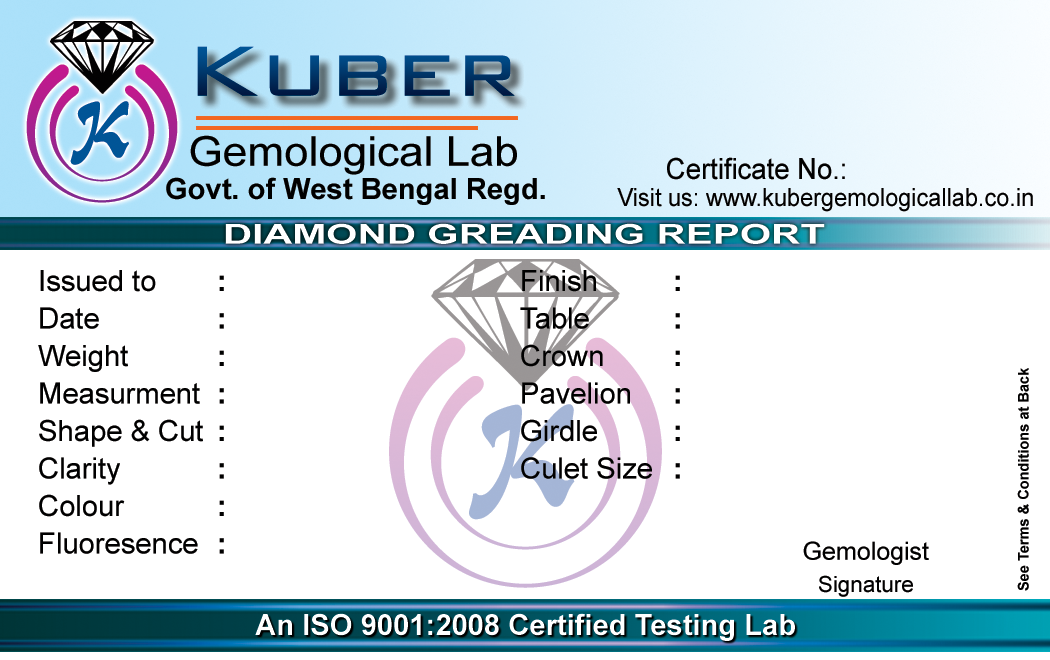 K
KUBER
Gemological Lab
Govt. of West Bengal Regd.
Certificate No.:
Visit us: www.kubergemologicallab.co.in
DIAMOND GREADING REPORT
Issued to :
Date :
Weight :
Measurment :
Shape & Cut :
Clarity :
Colour :
Fluoresence :
Finish :
Table :
Crown :
Pavelion :
Girdle :
Culet Size :
K
Gemologist
Signature
See Terms & Conditions at Back
An ISO 9001:2008 Certified Testing Lab